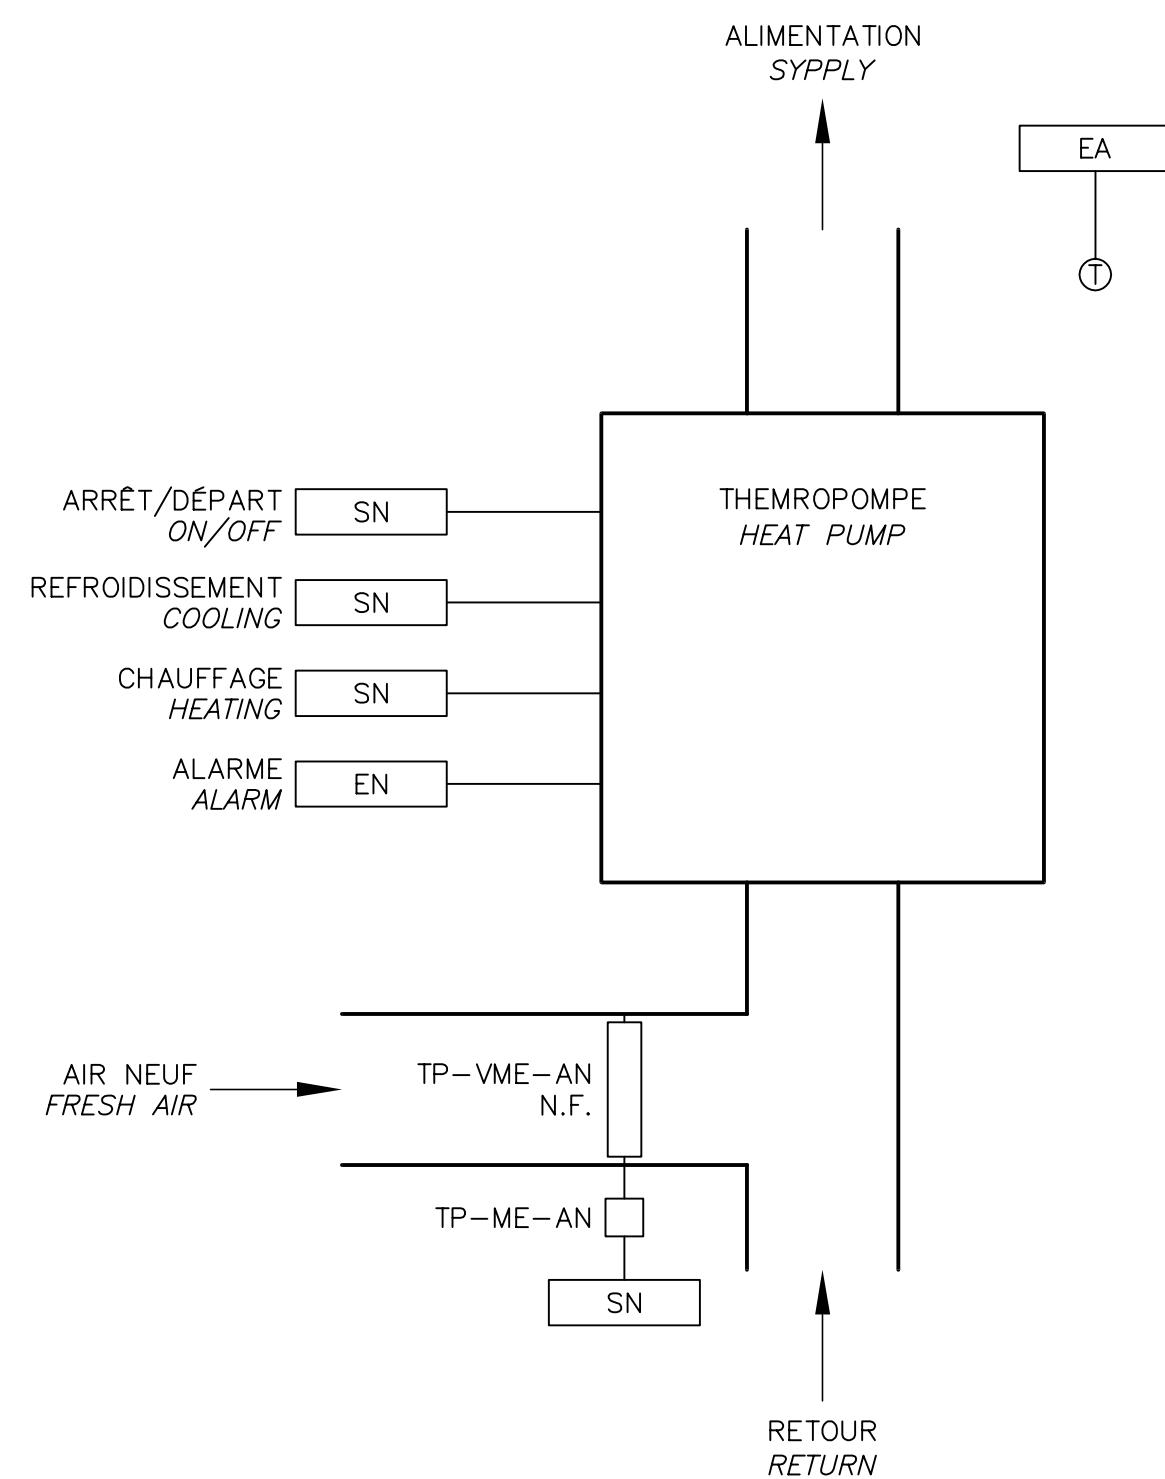 ALIMENTATION
SYPPLY
EA
T
ARRÊT/DÉPART
ON/OFF
SN
THEMROPOMPE
HEAT PUMP
REFROIDISSEMENT
COOLING
SN
CHAUFFAGE
HEATING
SN
ALARME
ALARM
EN
AIR NEUF
FRESH AIR
TP-VME-AN
N.F.
TP-ME-AN
SN
RETOUR
RETURN